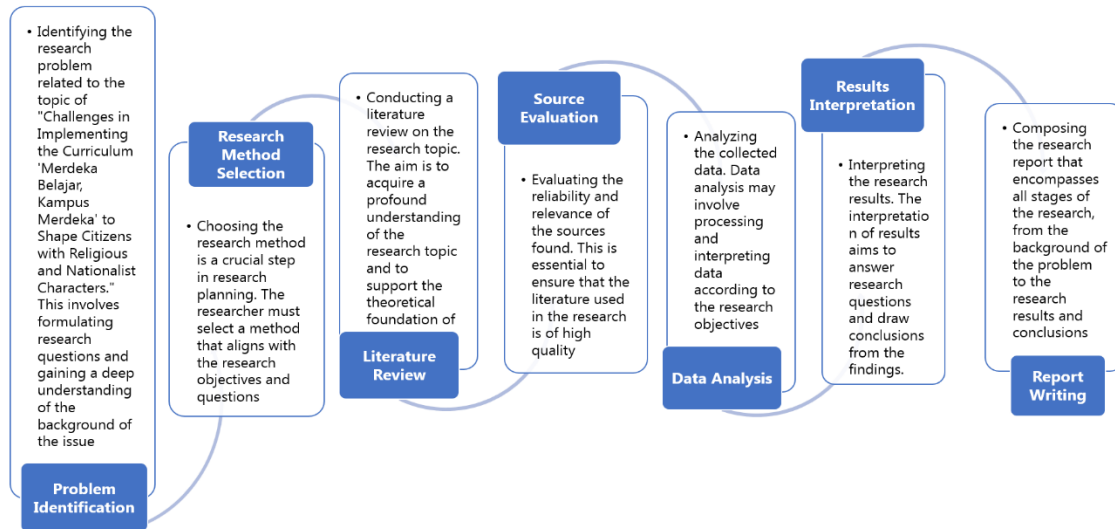 • Identifying the
research
problem
related to the
topic of
"Challenges in
Implementing
the Curriculum
'Merdeka
Belajar,
Kampus
Merdeka' to
Shape Citizens
with Religious
and Nationalist
Characters."
This involves
formulating
research
questions and
gaining a deep
understanding
of the
background of
the issue
Problem
Identification
Research
Method
Selection
• Choosing the
research method
is a crucial step
in research
planning. The
researcher must
select a method
that aligns with
the research
objectives and
questions
• Conducting a
literature
review on the
research topic.
The aim is to
acquire a
profound
understanding
of the
research topic
and to
support the
theoretical
foundation of
Literature
Review
Source
Evaluation
• Evaluating the
reliability and
relevance of
the sources
found. This is
essential to
ensure that the
literature used
in the research
is of high
quality
• Analyzing
the collected
data. Data
analysis may
involve
processing
and
interpreting
data
according to
the research
objectives
Data Analysis
Results
Interpretation
• Interpreting
the research
results. The
interpretatio
n of results
aims to
answer
research
questions
and draw
conclusions
from the
findings.
• Composing
the research
report that
encompasses
all stages of
the research,
from the
background of
the problem
to the
research
results and
conclusions
Report
Writing